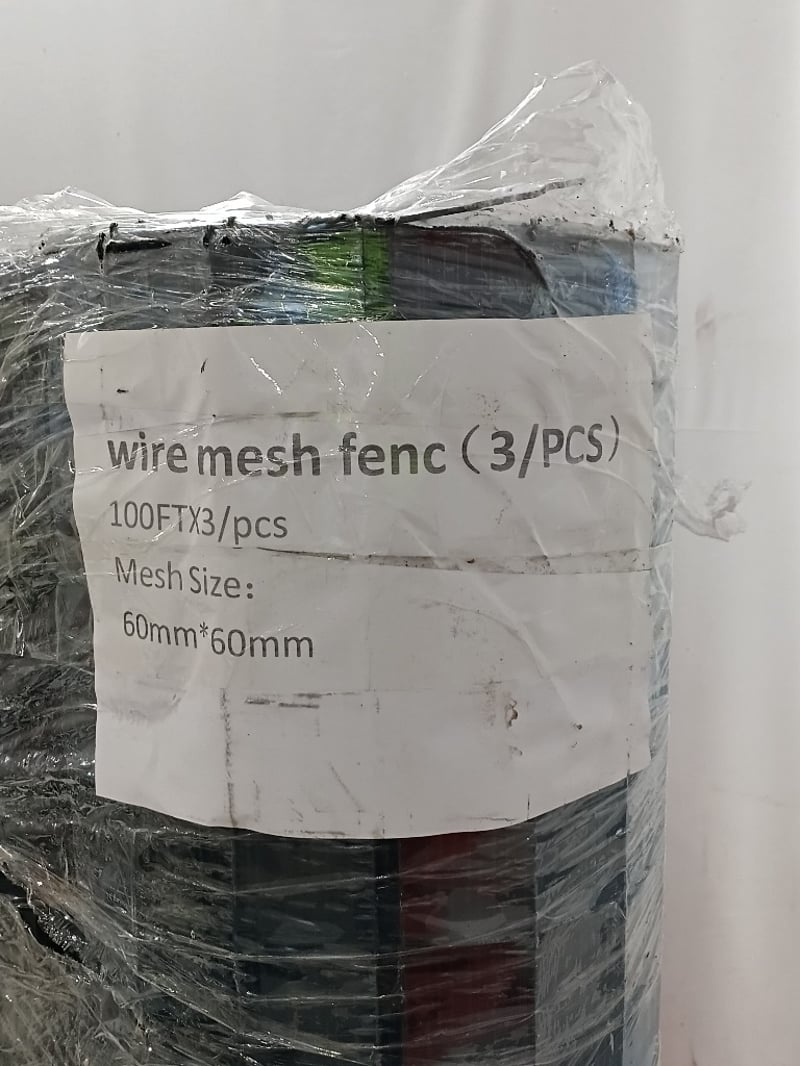 wire mesh fenc（3/PCS）
100FTX3/pcs
Mesh Size：
60mm*60mm